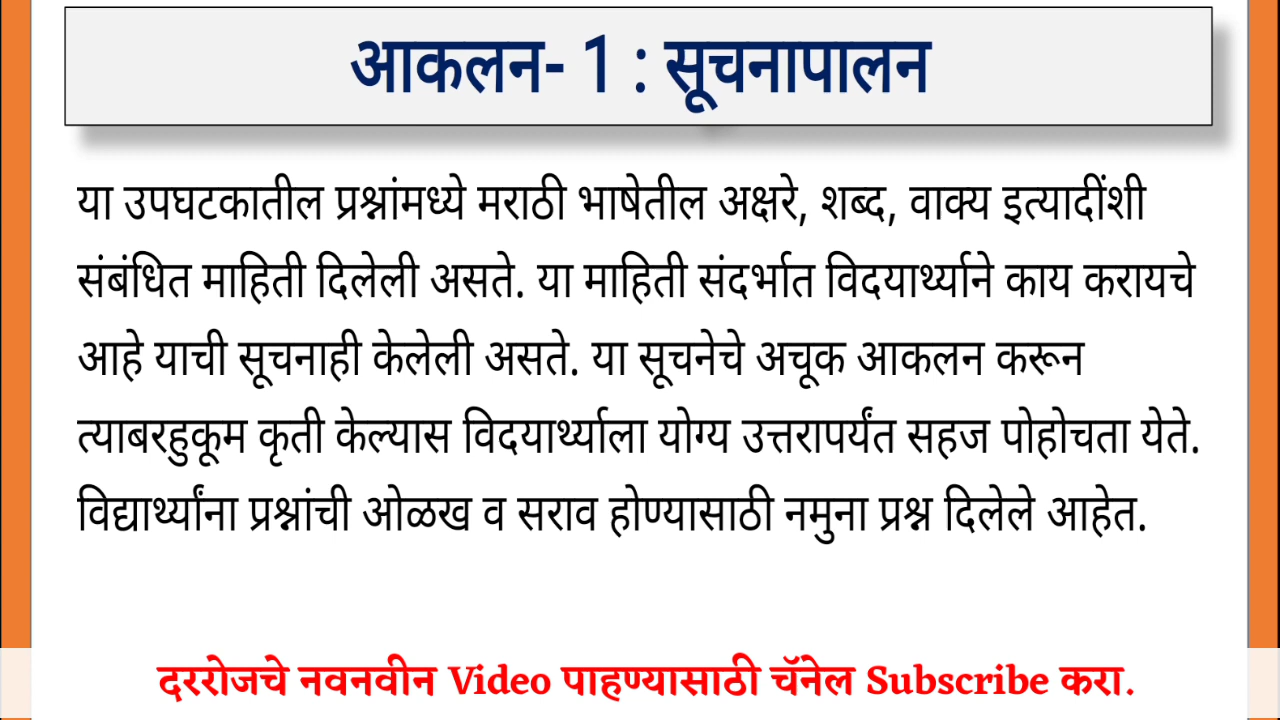 आकलन- 1 : सूचनापालन
या उपघटकातील प्रश्नांमध्ये मराठी भाषेतील अक्षरे, शब्द, वाक्य इत्यादींशी
संबंधित माहिती दिलेली असते. या माहिती संदर्भात विदयार्थ्याने काय करायचे
आहे याची सूचनाही केलेली असते. या सूचनेचे अचूक आकलन करून
त्याबरहुकूम कृती केल्यास विदयार्थ्याला योग्य उत्तरापर्यंत सहज पोहोचता येते.
विद्यार्थ्यांना प्रश्नांची ओळख व सराव होण्यासाठी नमुना प्रश्न दिलेले आहेत.
दररोजचे नवनवीन Video पाहण्यासाठी चॅनेल Subscribe करा.